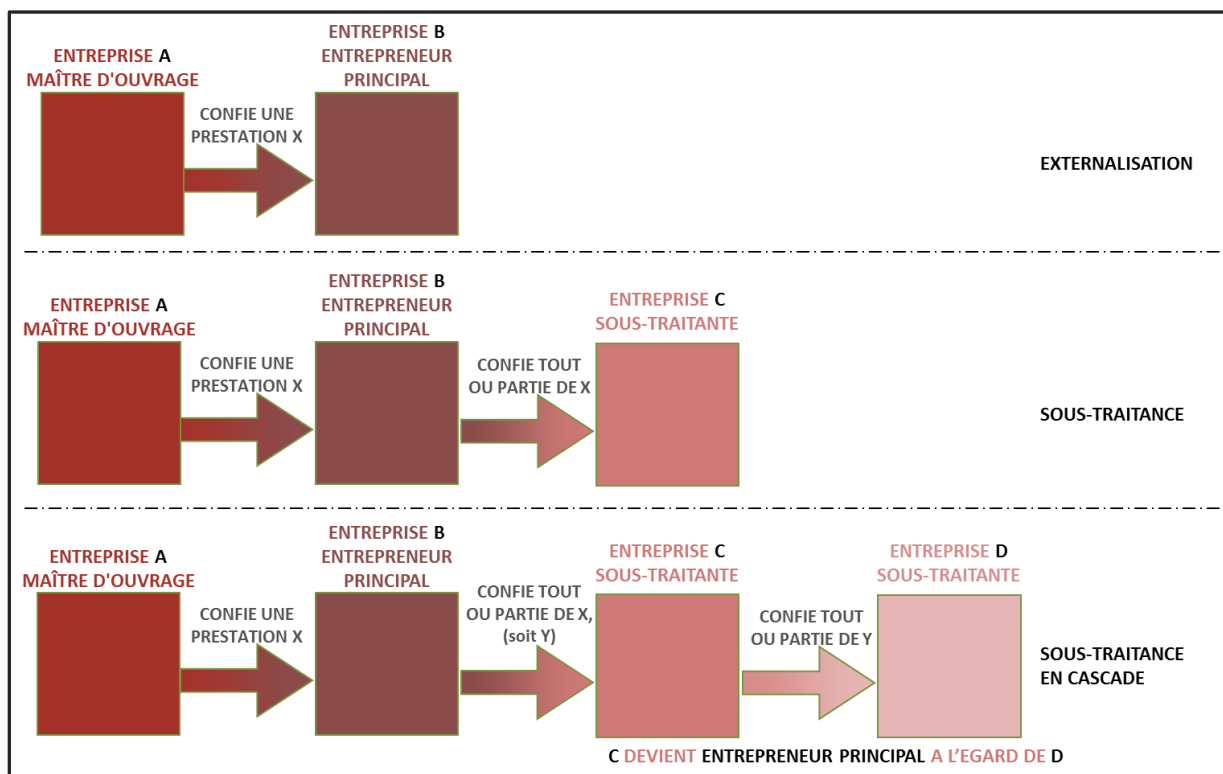 ENTREPRISE A
MAÎTRE D'OUVRAGE
CONFIE UNE
PRESTATION X
ENTREPRISE B
ENTREPRENEUR
PRINCIPAL
EXTERNALISATION
ENTREPRISE A
MAÎTRE D'OUVRAGE
CONFIE UNE
PRESTATION X
ENTREPRISE B
ENTREPRENEUR
PRINCIPAL
CONFIE TOUT
OU PARTIE DE X
ENTREPRISE C
SOUS-TRAITANTE
SOUS-TRAITANCE
ENTREPRISE A
MAÎTRE D'OUVRAGE
CONFIE UNE
PRESTATION X
ENTREPRISE B
ENTREPRENEUR
PRINCIPAL
CONFIE TOUT
OU PARTIE DE X,
(soit Y)
ENTREPRISE C
SOUS-TRAITANTE
CONFIE TOUT
OU PARTIE DE Y
ENTREPRISE D
SOUS-TRAITANTE
SOUS-TRAITANCE
EN CASCADE
C DEVIENT ENTREPRENEUR PRINCIPAL A L'EGARD DE D